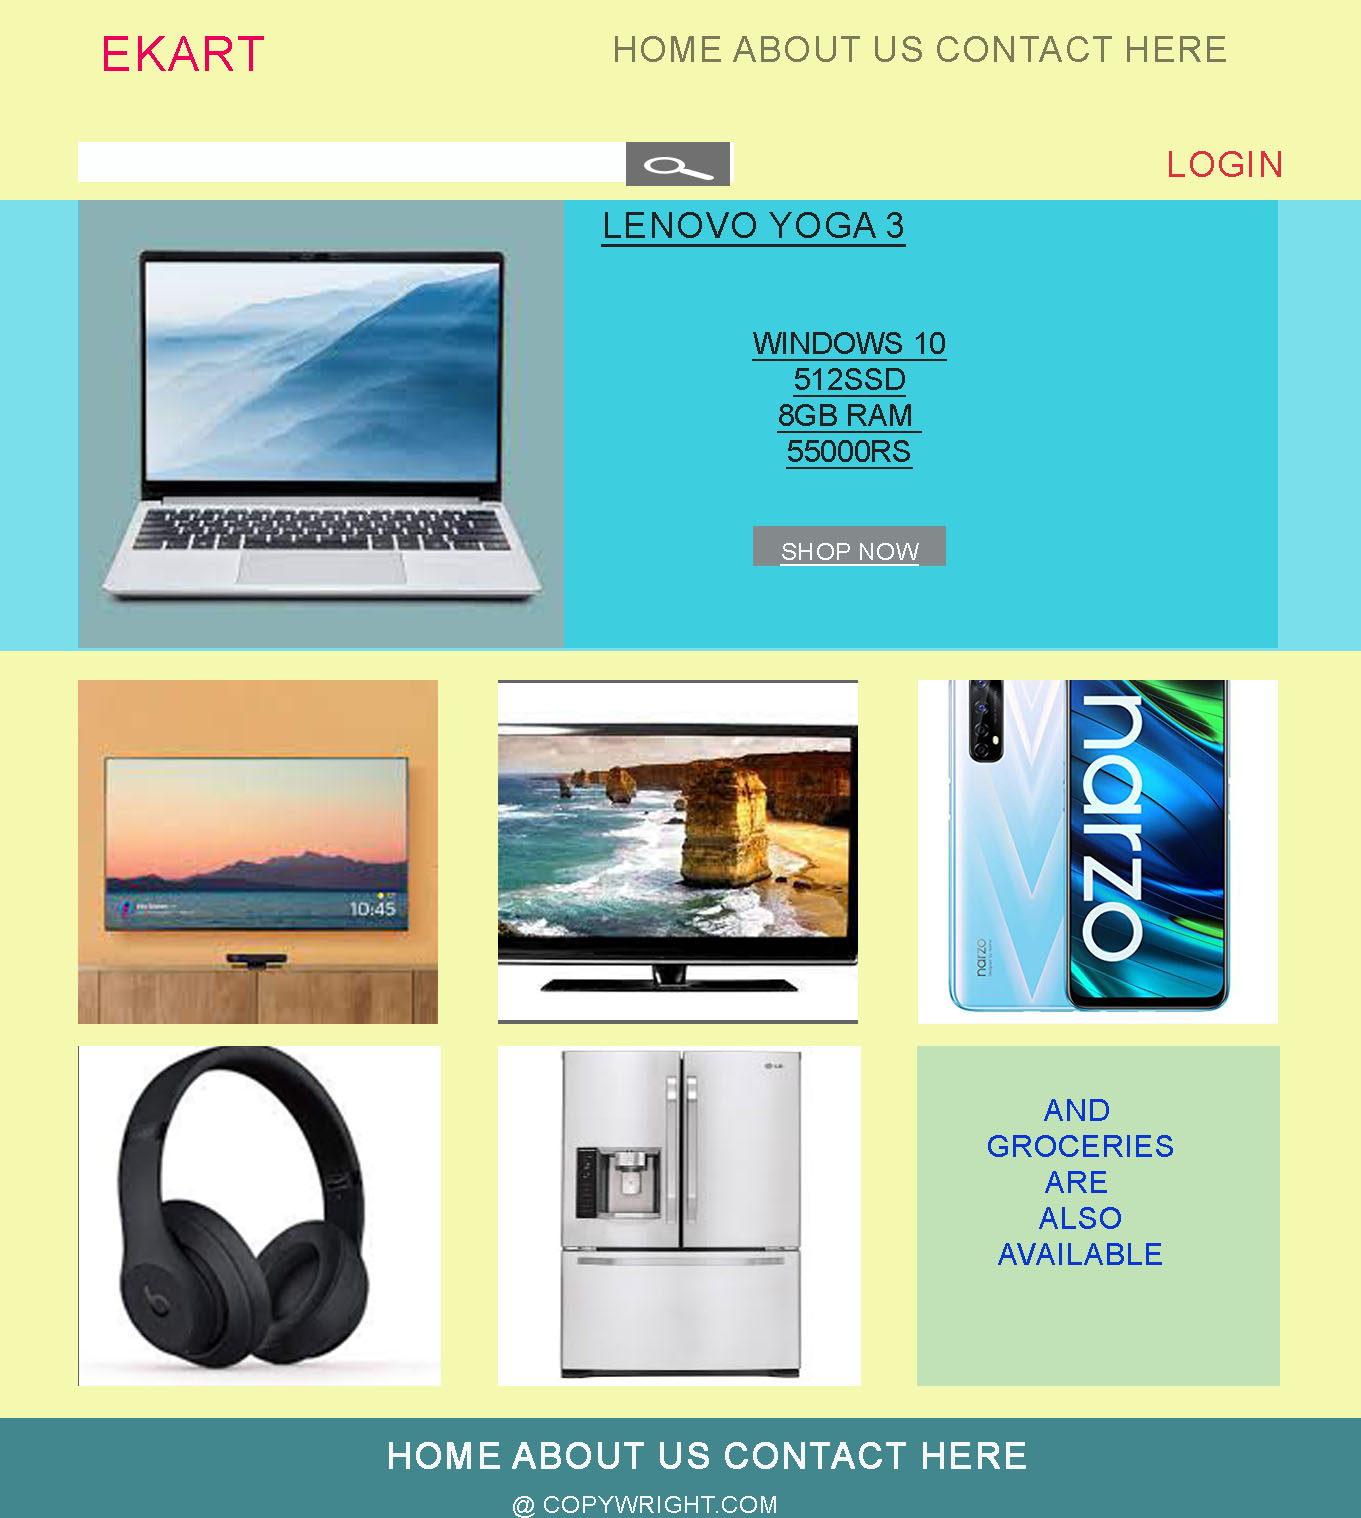 EKART
HOME ABOUT US CONTACT HERE
LOGIN
LENOVO YOGA 3
WINDOWS 10
512SSD
8GB RAM
55000RS
SHOP NOW
10:45
narzo
narzo
LG
AND
GROCERIES
ARE
ALSO
AVAILABLE
HOME ABOUT US CONTACT HERE
@ COPYWRIGHT.COM